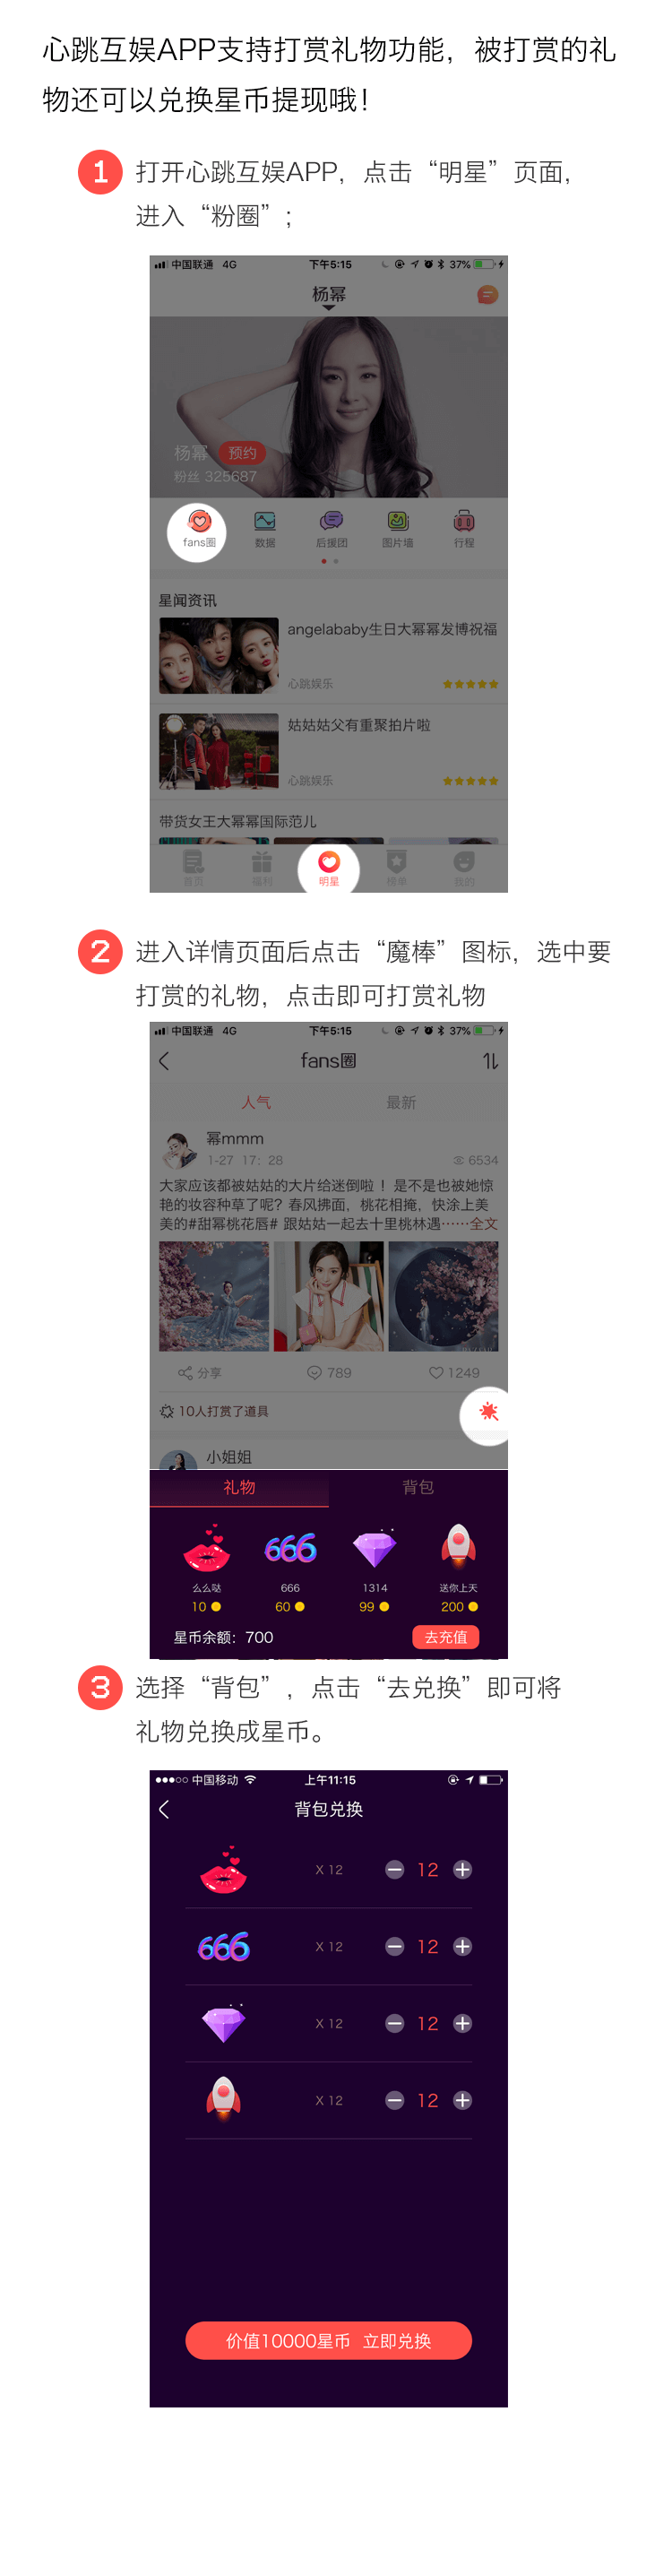 心跳互娱APP支持打赏礼物功能，被打赏的礼
物还可以兑换星币提现哦！
1 打开心跳互娱APP，点击“明星”页面，
进入“粉圈”；
中国联通 4G 下午5:15 37%
杨幂
杨幂 预约
粉丝 325687
fans圈 数据 后援团 图片墙 行程
星闻资讯
angelababy生日大幂幂发博祝福
心跳娱乐
姑姑姑父有重聚拍片啦
心跳娱乐
带货女王大幂幂国际范儿
首页 福利 明星 榜单 我的
2 进入详情页面后点击“魔棒”图标，选中要
打赏的礼物，点击即可打赏礼物
中国联通 4G 下午5:15 37%
fans圈
人气 最新
幂mmm
1-27 17：28 6534
大家应该都被姑姑的大片给迷倒啦！是不是也被她惊
艳的妆容种草了呢？春风拂面，桃花相掩，快涂上美
美的#甜幂桃花唇# 跟姑姑一起去十里桃林遇……全文
分享 789 1249
10人打赏了道具
小姐姐
礼物 背包
么么哒 666 1314 送你上天
10 60 99 200
星币余额：700 去充值
3 选择“背包”，点击“去兑换”即可将
礼物兑换成星币。
中国移动 上午11:15
背包兑换
X 12 12
666 X 12 12
X 12 12
X 12 12
价值10000星币 立即兑换